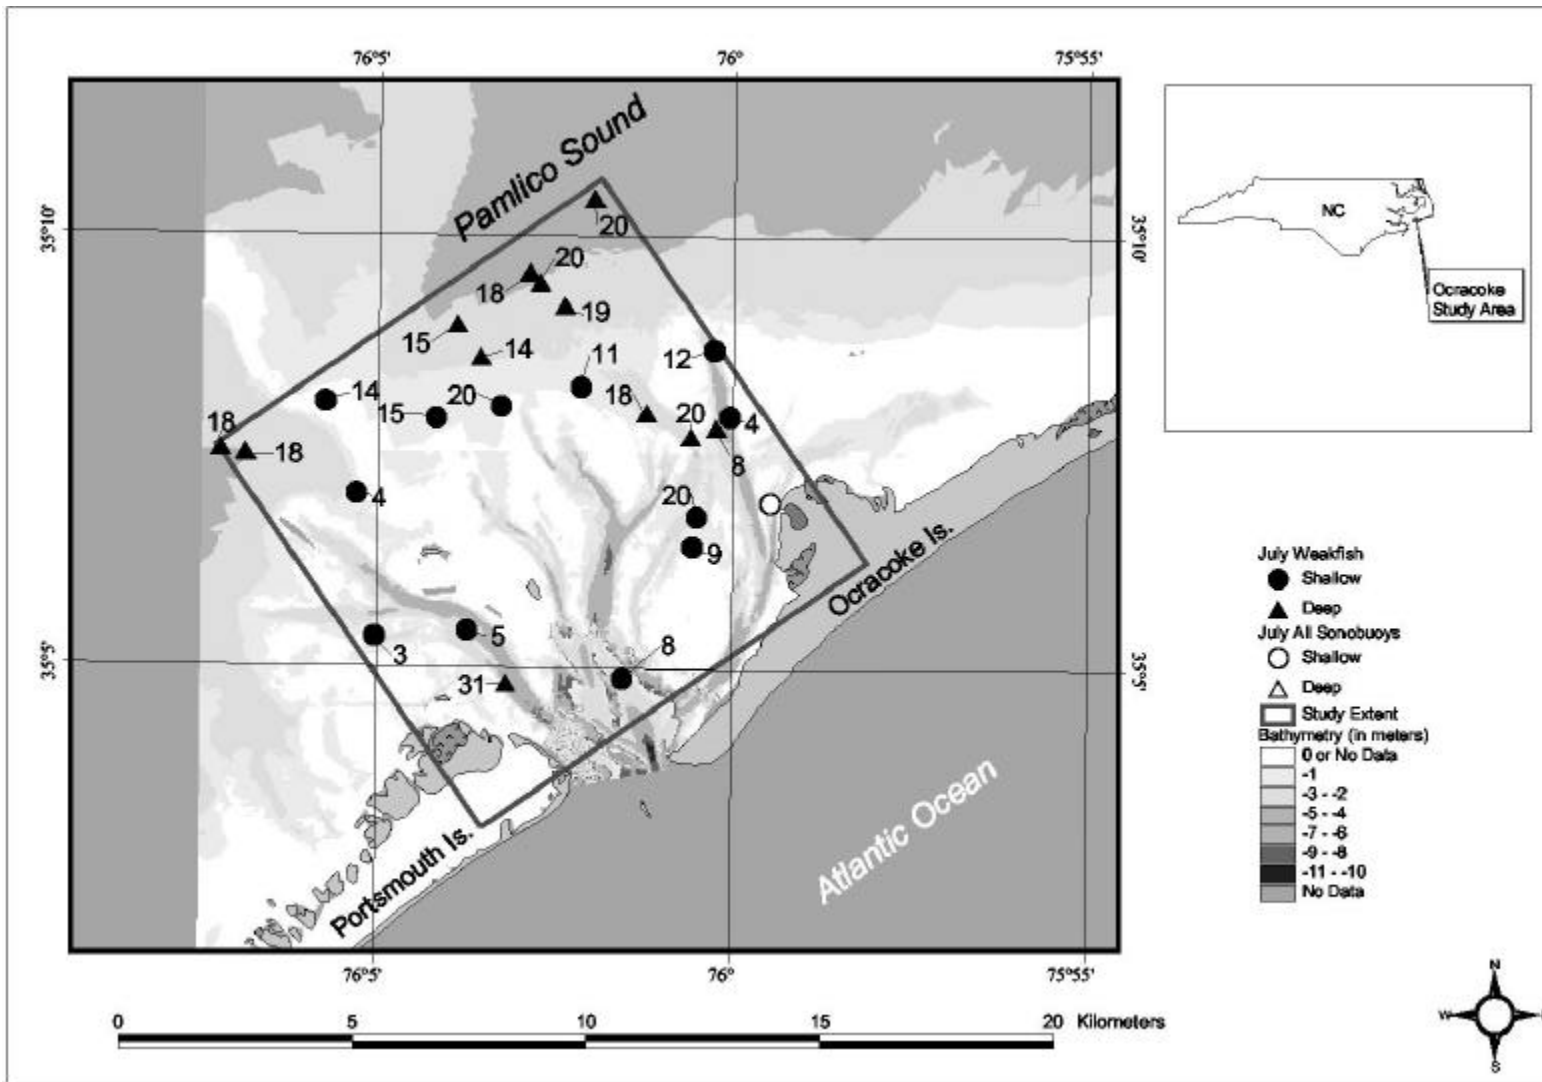 76°5'
76°
75°55'
Pamlico Sound
35°10'
35°10'
NC
Ocracoke
Study Area
20
20
18
19
15
14
11
12
14
20
15
18
20
4
8
18
18
4
20
9
3
5
8
31
35°5'
35°5'
Ocracoke Is.
Portsmouth Is.
Atlantic Ocean
July Weakfish
Shallow
Deep
July All Sonobuoys
Shallow
Deep
Study Extent
Bathymetry (in meters)
0 or No Data
-1
-3 - -2
-5 - -4
-7 - -6
-9 - -8
-11 - -10
No Data
76°5'
76°
75°55'
0 5 10 15 20 Kilometers
N
W
S